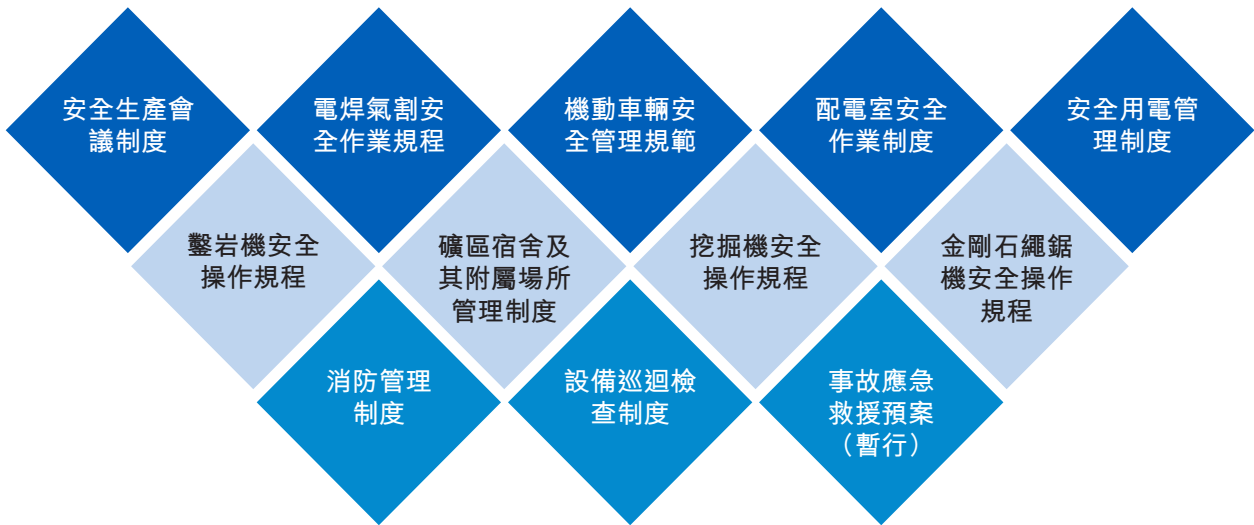 安全生產會
議制度
電焊氣割安
全作業規程
機動車輛安
全管理規範
配電室安全
作業制度
安全用電管
理制度
鑿岩機安全
操作規程
礦區宿舍及
其附屬場所
管理制度
挖掘機安全
操作規程
金剛石繩鋸
機安全操作
規程
消防管理
制度
設備巡迴檢
查制度
事故應急
救援預案
（暫行）